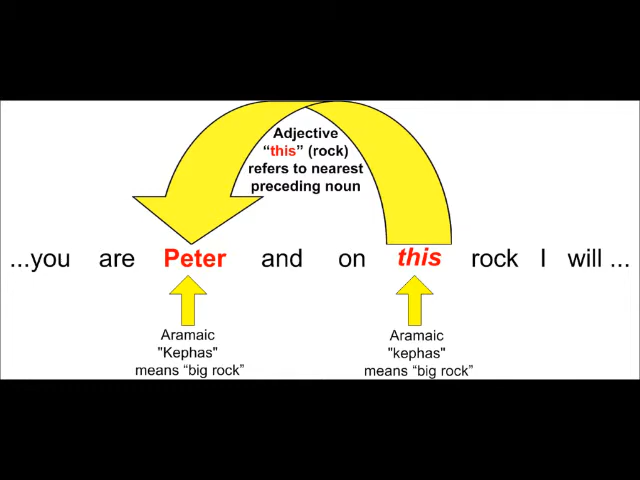 Adjective
“this” (rock)
refers to nearest
preceding noun
...you are Peter and on this rock I will ...
Aramaic
"Kephas"
means “big rock”
Aramaic
"kephas"
means “big rock”